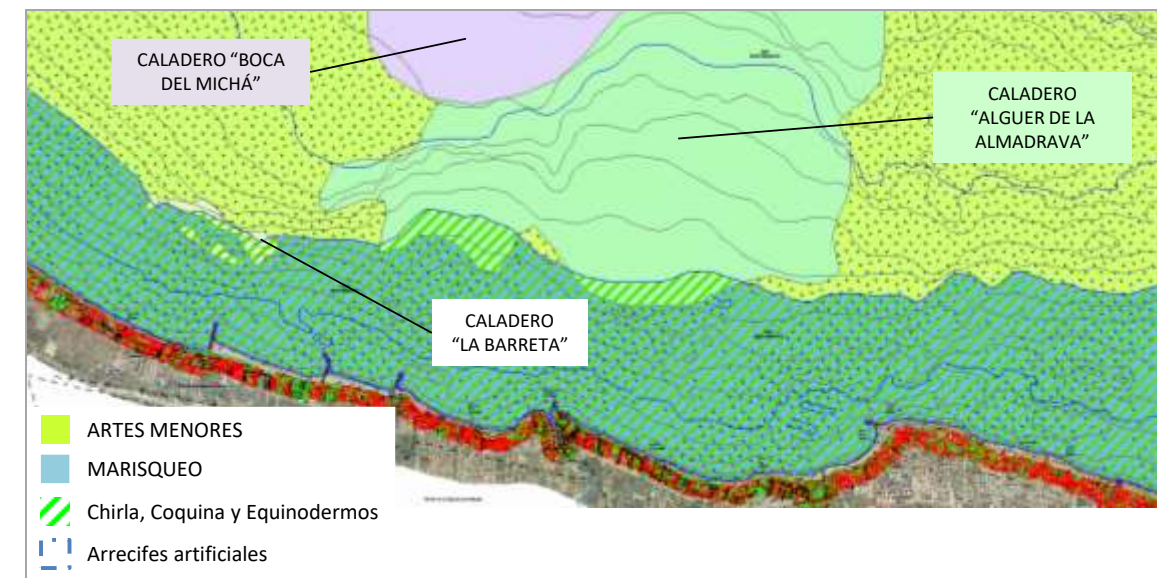 CALADERO “BOCA
DEL MICHÁ”
CALADERO
“ALGUER DE LA
ALMADRAVA”
CALADERO
“LA BARRETA”
ARTES MENORES
MARISQUEO
Chirla, Coquina y Equinodermos
Arrecifes artificiales